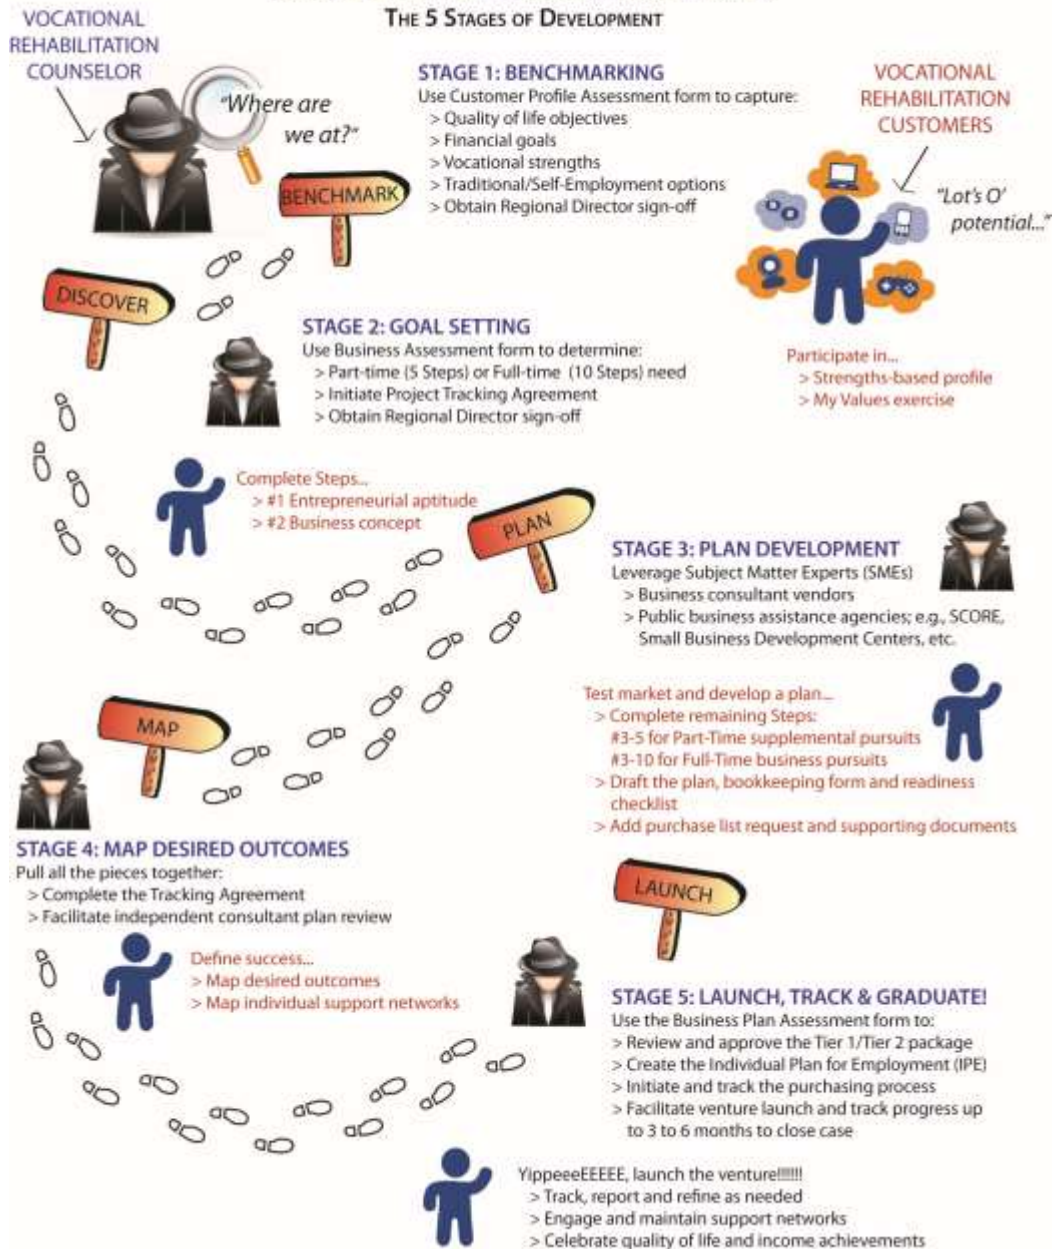 THE 5 STAGES OF DEVELOPMENT
VOCATIONAL
REHABILITATION
COUNSELOR
"Where are
we at?"
BENCHMARK
STAGE 1: BENCHMARKING
Use Customer Profile Assessment form to capture:
> Quality of life objectives
> Financial goals
> Vocational strengths
> Traditional/Self-Employment options
> Obtain Regional Director sign-off
VOCATIONAL
REHABILITATION
CUSTOMERS
"Lot's O'
potential..."
Participate in...
> Strengths-based profile
> My Values exercise
DISCOVER
STAGE 2: GOAL SETTING
Use Business Assessment form to determine:
> Part-time (5 Steps) or Full-time (10 Steps) need
> Initiate Project Tracking Agreement
> Obtain Regional Director sign-off
Complete Steps...
> #1 Entrepreneurial aptitude
> #2 Business concept
PLAN
STAGE 3: PLAN DEVELOPMENT
Leverage Subject Matter Experts (SMEs)
> Business consultant vendors
> Public business assistance agencies; e.g., SCORE,
Small Business Development Centers, etc.
Test market and develop a plan...
> Complete remaining Steps:
#3-5 for Part-Time supplemental pursuits
#3-10 for Full-Time business pursuits
> Draft the plan, bookkeeping form and readiness
checklist
> Add purchase list request and supporting documents
MAP
STAGE 4: MAP DESIRED OUTCOMES
Pull all the pieces together:
> Complete the Tracking Agreement
> Facilitate independent consultant plan review
Define success...
> Map desired outcomes
> Map individual support networks
LAUNCH
STAGE 5: LAUNCH, TRACK & GRADUATE!
Use the Business Plan Assessment form to:
> Review and approve the Tier 1/Tier 2 package
> Create the Individual Plan for Employment (IPE)
> Initiate and track the purchasing process
> Facilitate venture launch and track progress up
to 3 to 6 months to close case
YippeeeEEEEE, launch the venture!!!!!!!
> Track, report and refine as needed
> Engage and maintain support networks
> Celebrate quality of life and income achievements